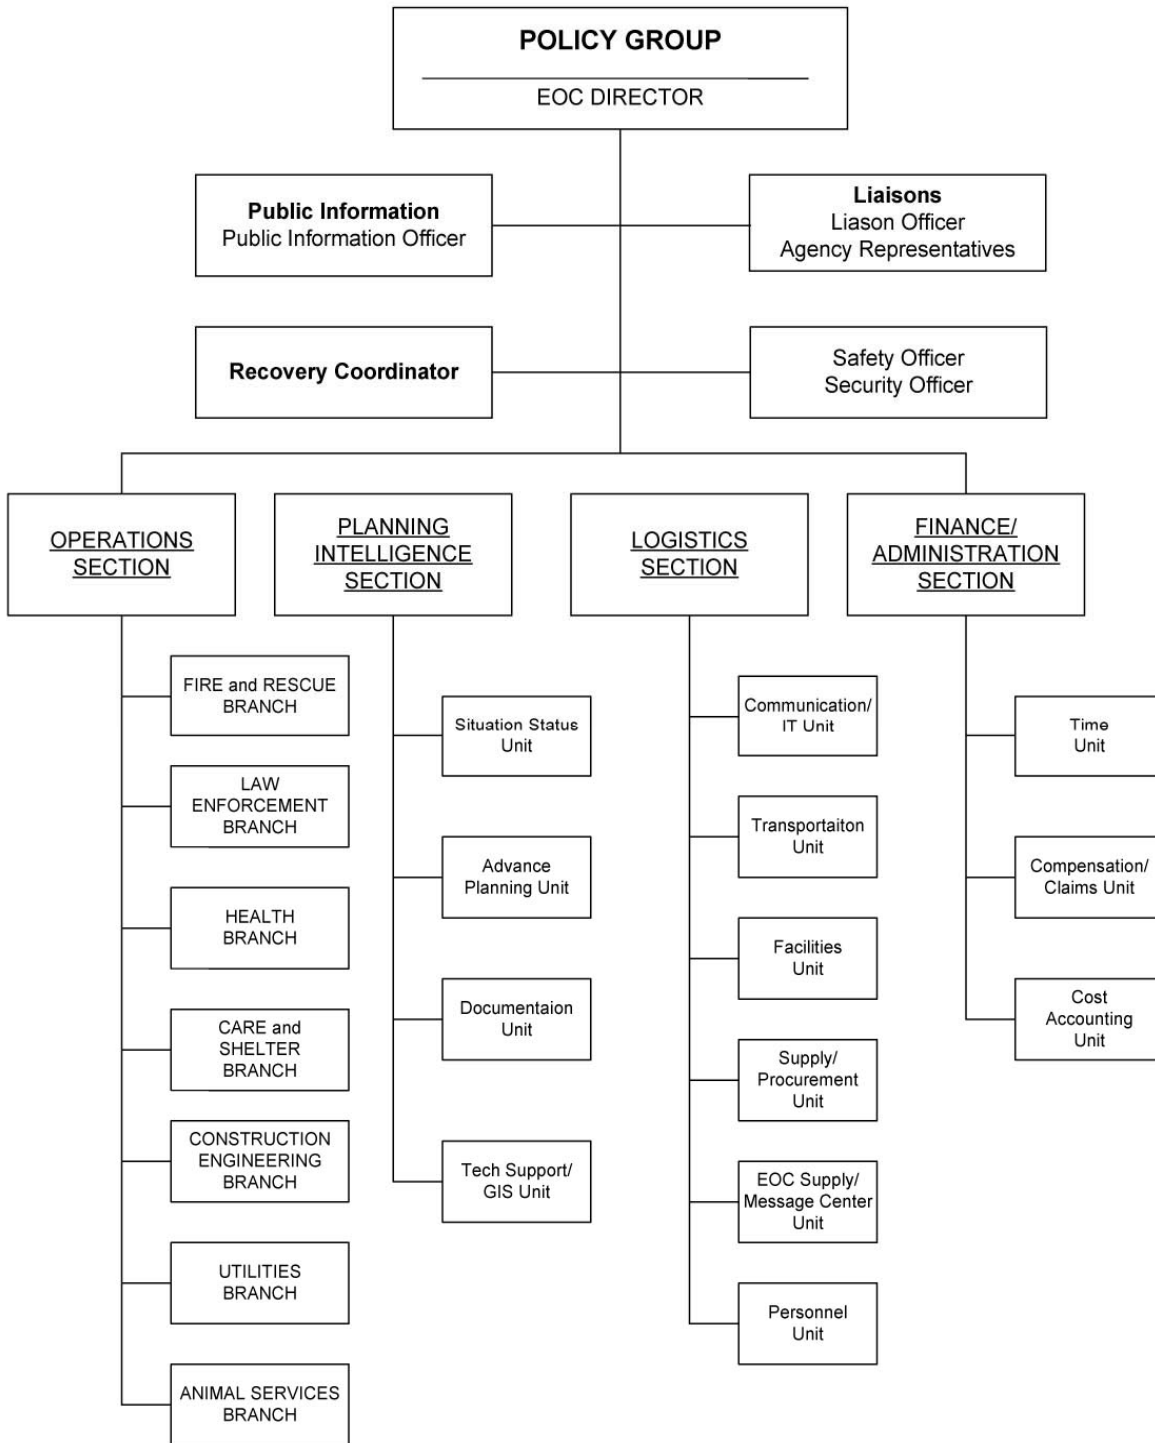 POLICY GROUP
EOC DIRECTOR
Public Information
Public Information Officer
Liaisons
Liason Officer
Agency Representatives
Recovery Coordinator
Safety Officer
Security Officer
OPERATIONS
SECTION
PLANNING
INTELLIGENCE
SECTION
LOGISTICS
SECTION
FINANCE/
ADMINISTRATION
SECTION
FIRE and RESCUE
BRANCH
LAW
ENFORCEMENT
BRANCH
HEALTH
BRANCH
CARE and
SHELTER
BRANCH
CONSTRUCTION
ENGINEERING
BRANCH
UTILITIES
BRANCH
ANIMAL SERVICES
BRANCH
Situation Status
Unit
Advance
Planning Unit
Documentaion
Unit
Tech Support/
GIS Unit
Communication/
IT Unit
Transportaiton
Unit
Facilities
Unit
Supply/
Procurement
Unit
EOC Supply/
Message Center
Unit
Personnel
Unit
Time
Unit
Compensation/
Claims Unit
Cost
Accounting
Unit